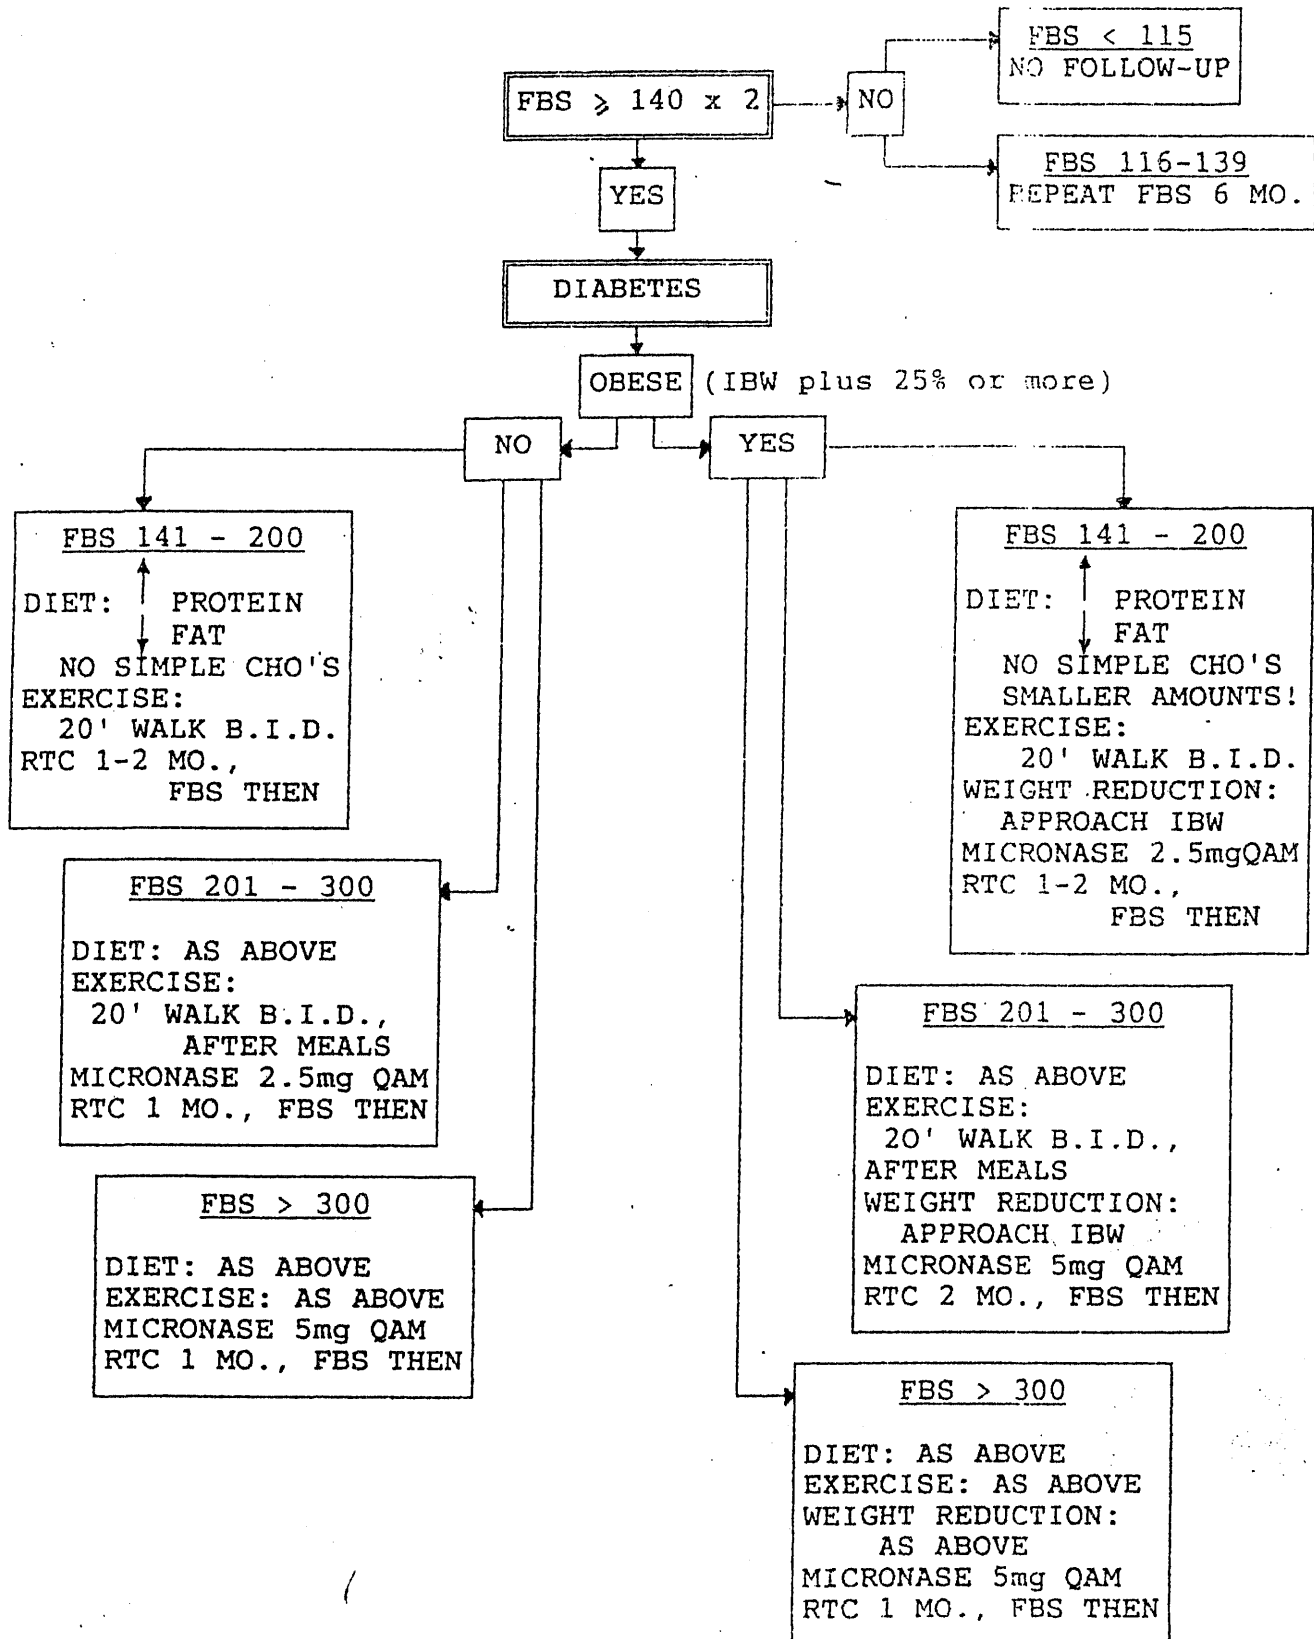 FBS < 115
NO FOLLOW-UP
FBS ⩾ 140 x 2
NO
FBS 116-139
REPEAT FBS 6 MO.
YES
DIABETES
OBESE (IBW plus 25% or more)
NO
YES
FBS 141 - 200
DIET: ↑ PROTEIN
↓ FAT
NO SIMPLE CHO'S
EXERCISE:
20' WALK B.I.D.
RTC 1-2 MO.,
FBS THEN
FBS 201 - 300
DIET: AS ABOVE
EXERCISE:
20' WALK B.I.D.,
AFTER MEALS
MICRONASE 2.5mg QAM
RTC 1 MO., FBS THEN
FBS > 300
DIET: AS ABOVE
EXERCISE: AS ABOVE
MICRONASE 5mg QAM
RTC 1 MO., FBS THEN
FBS 141 - 200
DIET: ↑ PROTEIN
↓ FAT
NO SIMPLE CHO'S
SMALLER AMOUNTS!
EXERCISE:
20' WALK B.I.D.
WEIGHT REDUCTION:
APPROACH IBW
MICRONASE 2.5mgQAM
RTC 1-2 MO.,
FBS THEN
FBS 201 - 300
DIET: AS ABOVE
EXERCISE:
20' WALK B.I.D.,
AFTER MEALS
WEIGHT REDUCTION:
APPROACH IBW
MICRONASE 5mg QAM
RTC 2 MO., FBS THEN
FBS > 300
DIET: AS ABOVE
EXERCISE: AS ABOVE
WEIGHT REDUCTION:
AS ABOVE
MICRONASE 5mg QAM
RTC 1 MO., FBS THEN